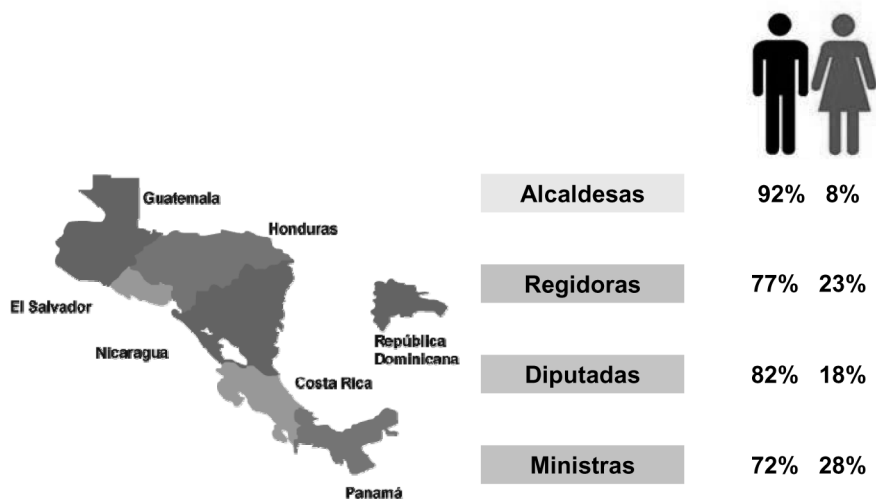 Guatemala
Honduras
El Salvador
Nicaragua
República
Dominicana
Costa Rica
Panamá
Alcaldesas 92% 8%
Regidoras 77% 23%
Diputadas 82% 18%
Ministras 72% 28%